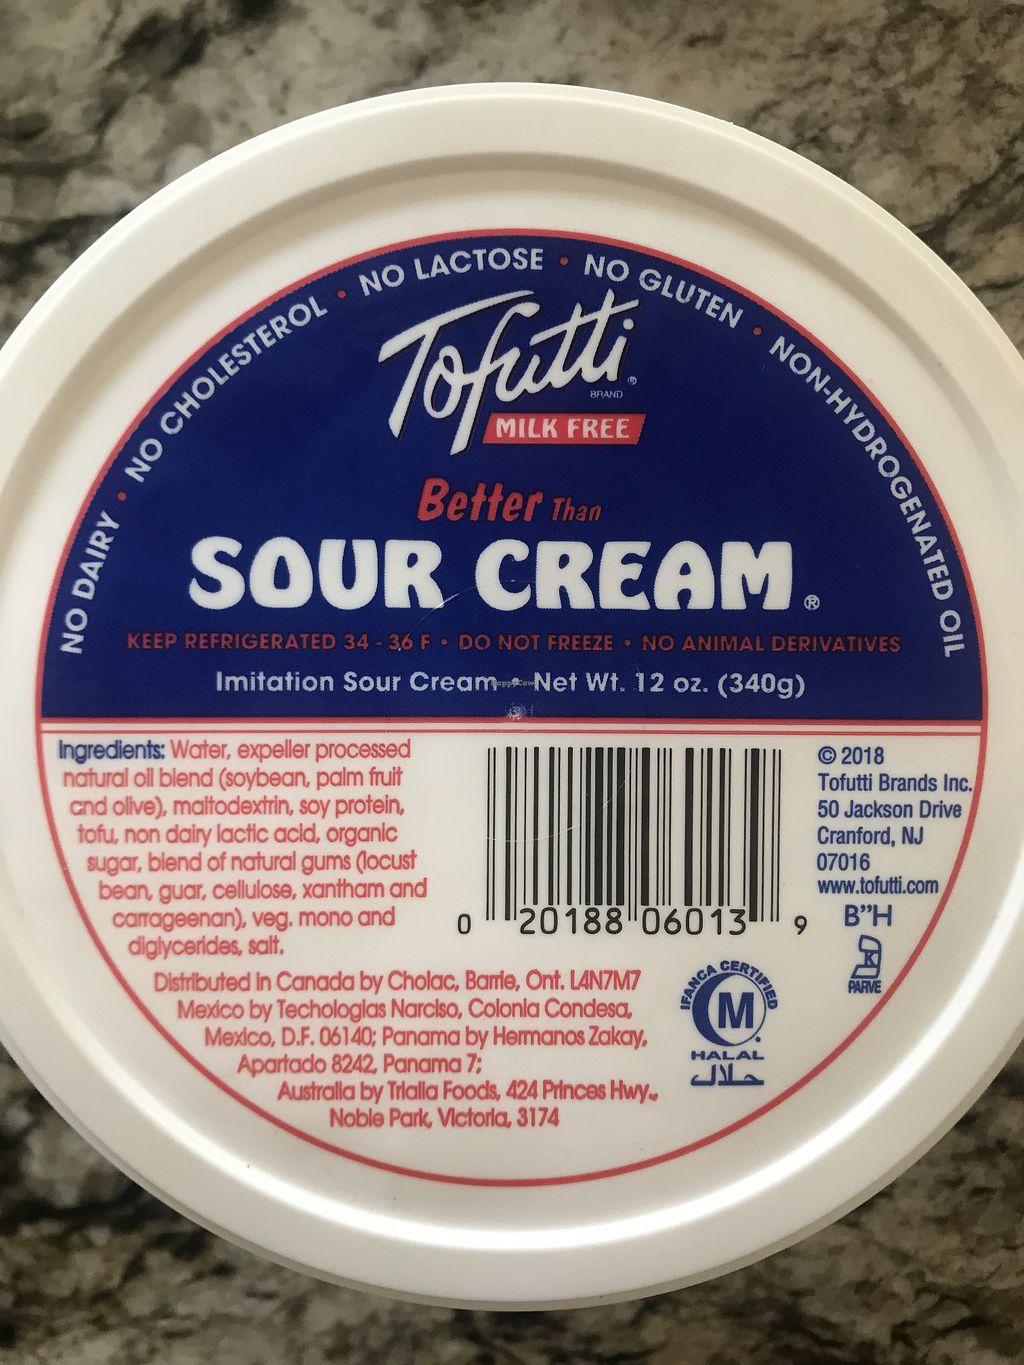 NO DAIRY • NO CHOLESTEROL • NO LACTOSE • NO GLUTEN • NON-HYDROGENATED OIL
Tofutti®
BRAND
MILK FREE
Better Than
SOUR CREAM®
KEEP REFRIGERATED 34 - 36 F • DO NOT FREEZE • NO ANIMAL DERIVATIVES
Imitation Sour Cream • Net Wt. 12 oz. (340g)
HappyCow
Ingredients: Water, expeller processed
natural oil blend (soybean, palm fruit
and olive), maltodextrin, soy protein,
tofu, non dairy lactic acid, organic
sugar, blend of natural gums (locust
bean, guar, cellulose, xantham and
carrageenan), veg. mono and
diglycerides, salt.
0 20188 06013 9
© 2018
Tofutti Brands Inc.
50 Jackson Drive
Cranford, NJ
07016
www.tofutti.com
B”H
K
PARVE
Distributed in Canada by Cholac, Barrie, Ont. L4N7M7
Mexico by Techologias Narciso, Colonia Condesa,
Mexico, D.F. 06140; Panama by Hermanos Zakay,
Apartado 8242, Panama 7;
Australia by Trialia Foods, 424 Princes Hwy.,
Noble Park, Victoria, 3174
IFANCA CERTIFIED
M
HALAL
حلال